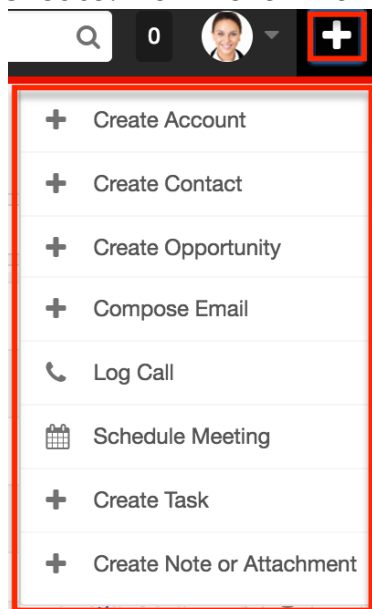 0
Create Account
Create Contact
Create Opportunity
Compose Email
Log Call
Schedule Meeting
Create Task
Create Note or Attachment